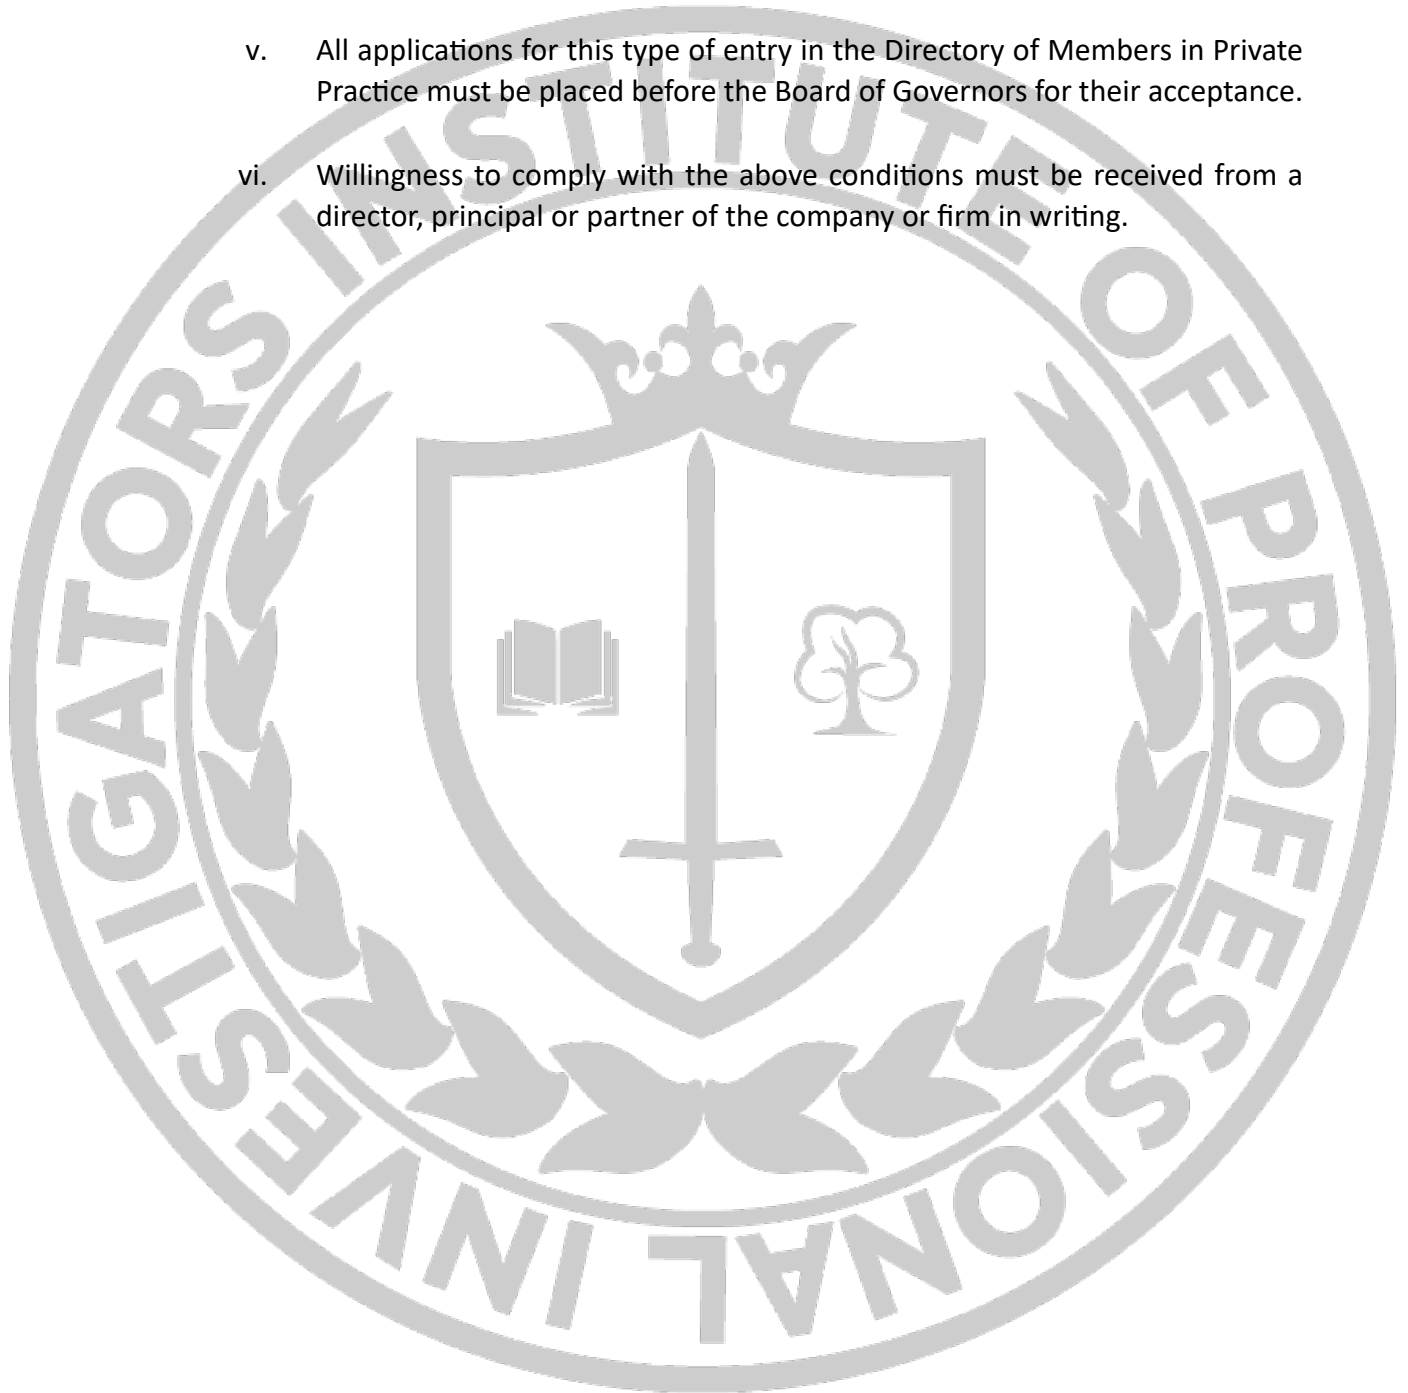 v. All applications for this type of entry in the Directory of Members in Private
Practice must be placed before the Board of Governors for their acceptance.
vi. Willingness to comply with the above conditions must be received from a
director, principal or partner of the company or firm in writing.
INSTITUTE OF PROFESSIONAL INVESTIGATORS